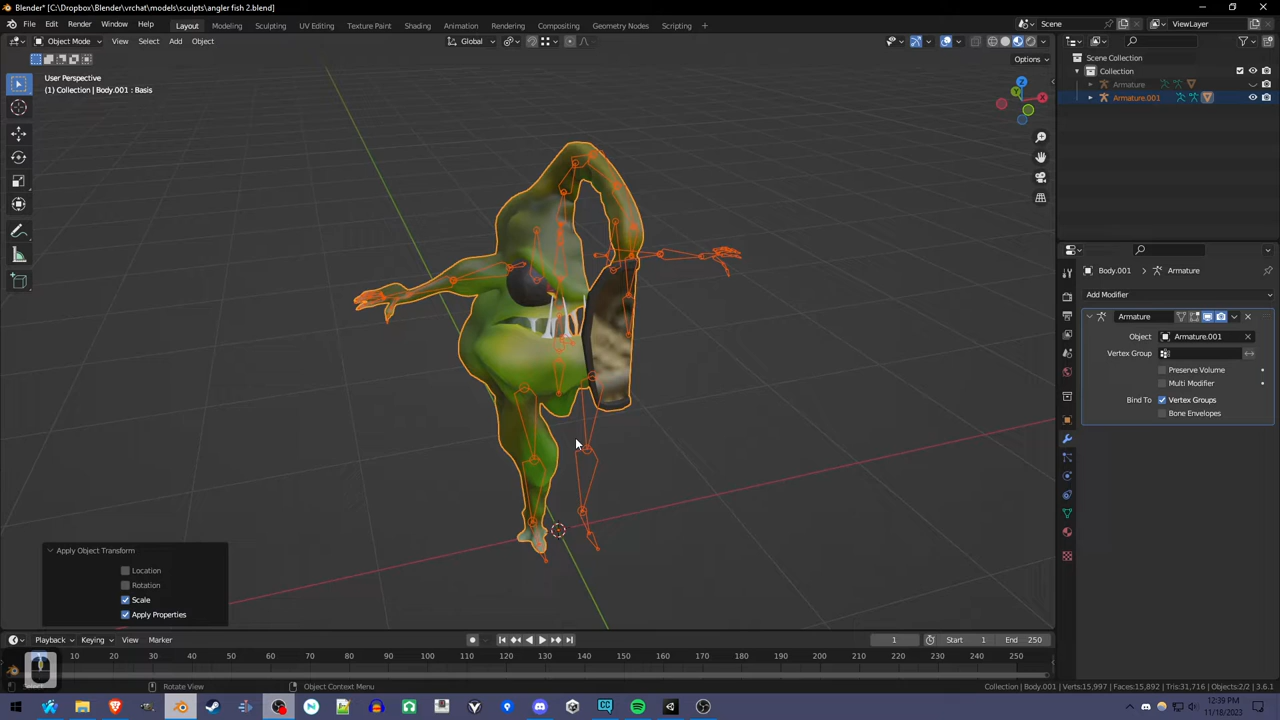 Blender* [C:\Dropbox\Blender\vrchat\models\sculpts\angler fish 2.blend]
File Edit Render Window Help Layout Modeling Sculpting UV Editing Texture Paint Shading Animation Rendering Compositing Geometry Nodes Scripting Scene ViewLayer
Object Mode View Select Add Object Global
Options
User Perspective
(1) Collection | Body.001 : Basis
Scene Collection
Collection
Armature
Armature.001
Z
Y
X
Body.001 Armature
Add Modifier
Armature
Object Armature.001
Vertex Group
Preserve Volume
Multi Modifier
Bind To Vertex Groups
Bone Envelopes
Apply Object Transform
Location
Rotation
Scale
Apply Properties
Playback Keying View Marker 1 Start 1 End 250
10 20 30 40 50 60 70 80 90 100 110 120 130 140 150 160 170 180 190 200 210 220 230 240 250
Rotate View Object Context Menu Collection | Body.001 | Verts:15,997 | Faces:15,892 | Tris:31,716 | Objects:2/2 | 3.6.1
12:39 PM
11/18/2023